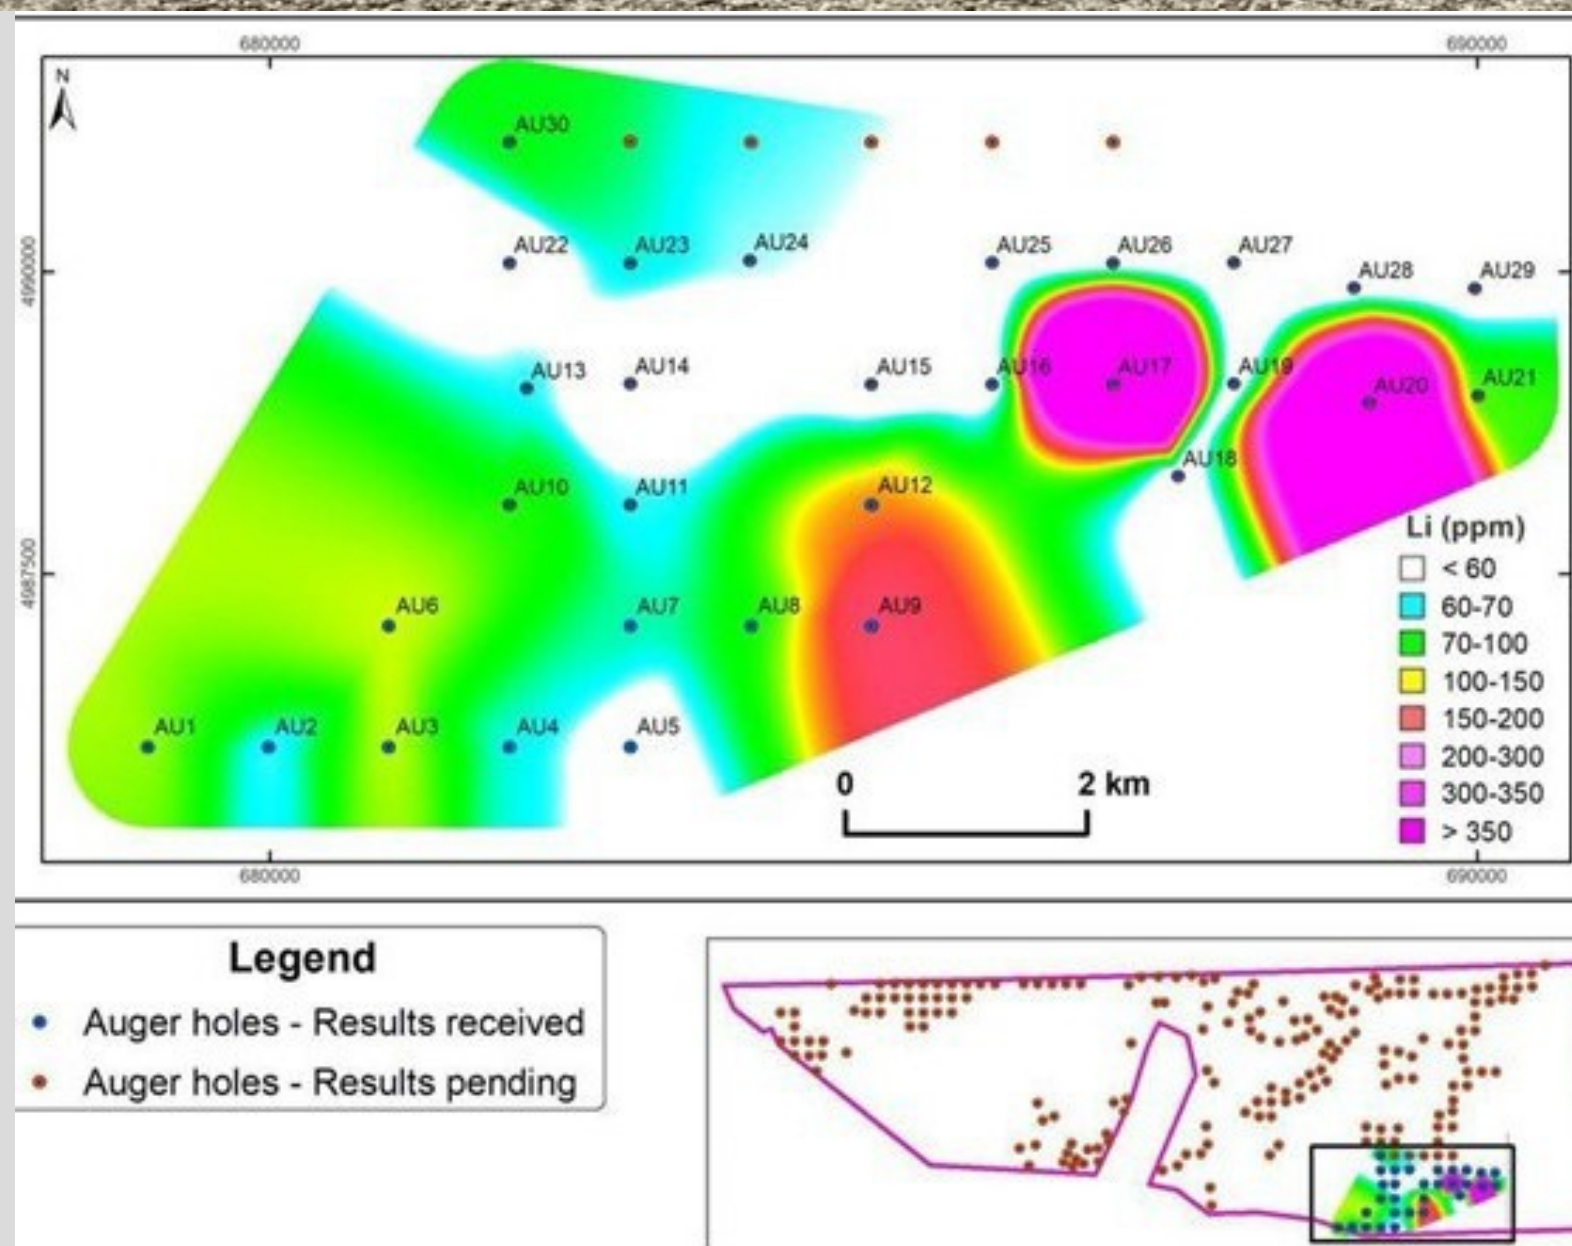 680000 690000
N
AU30
AU22 AU23 AU24 AU25 AU26 AU27
AU28 AU29
4990000
AU13 AU14 AU15 AU16 AU17 AU19
AU20 AU21
AU18
AU10 AU11 AU12
Li (ppm)
< 60
60-70
70-100
100-150
150-200
200-300
300-350
> 350
4987500
AU6 AU7 AU8 AU9
AU1 AU2 AU3 AU4 AU5
0 2 km
680000 690000
Legend
Auger holes - Results received
Auger holes - Results pending